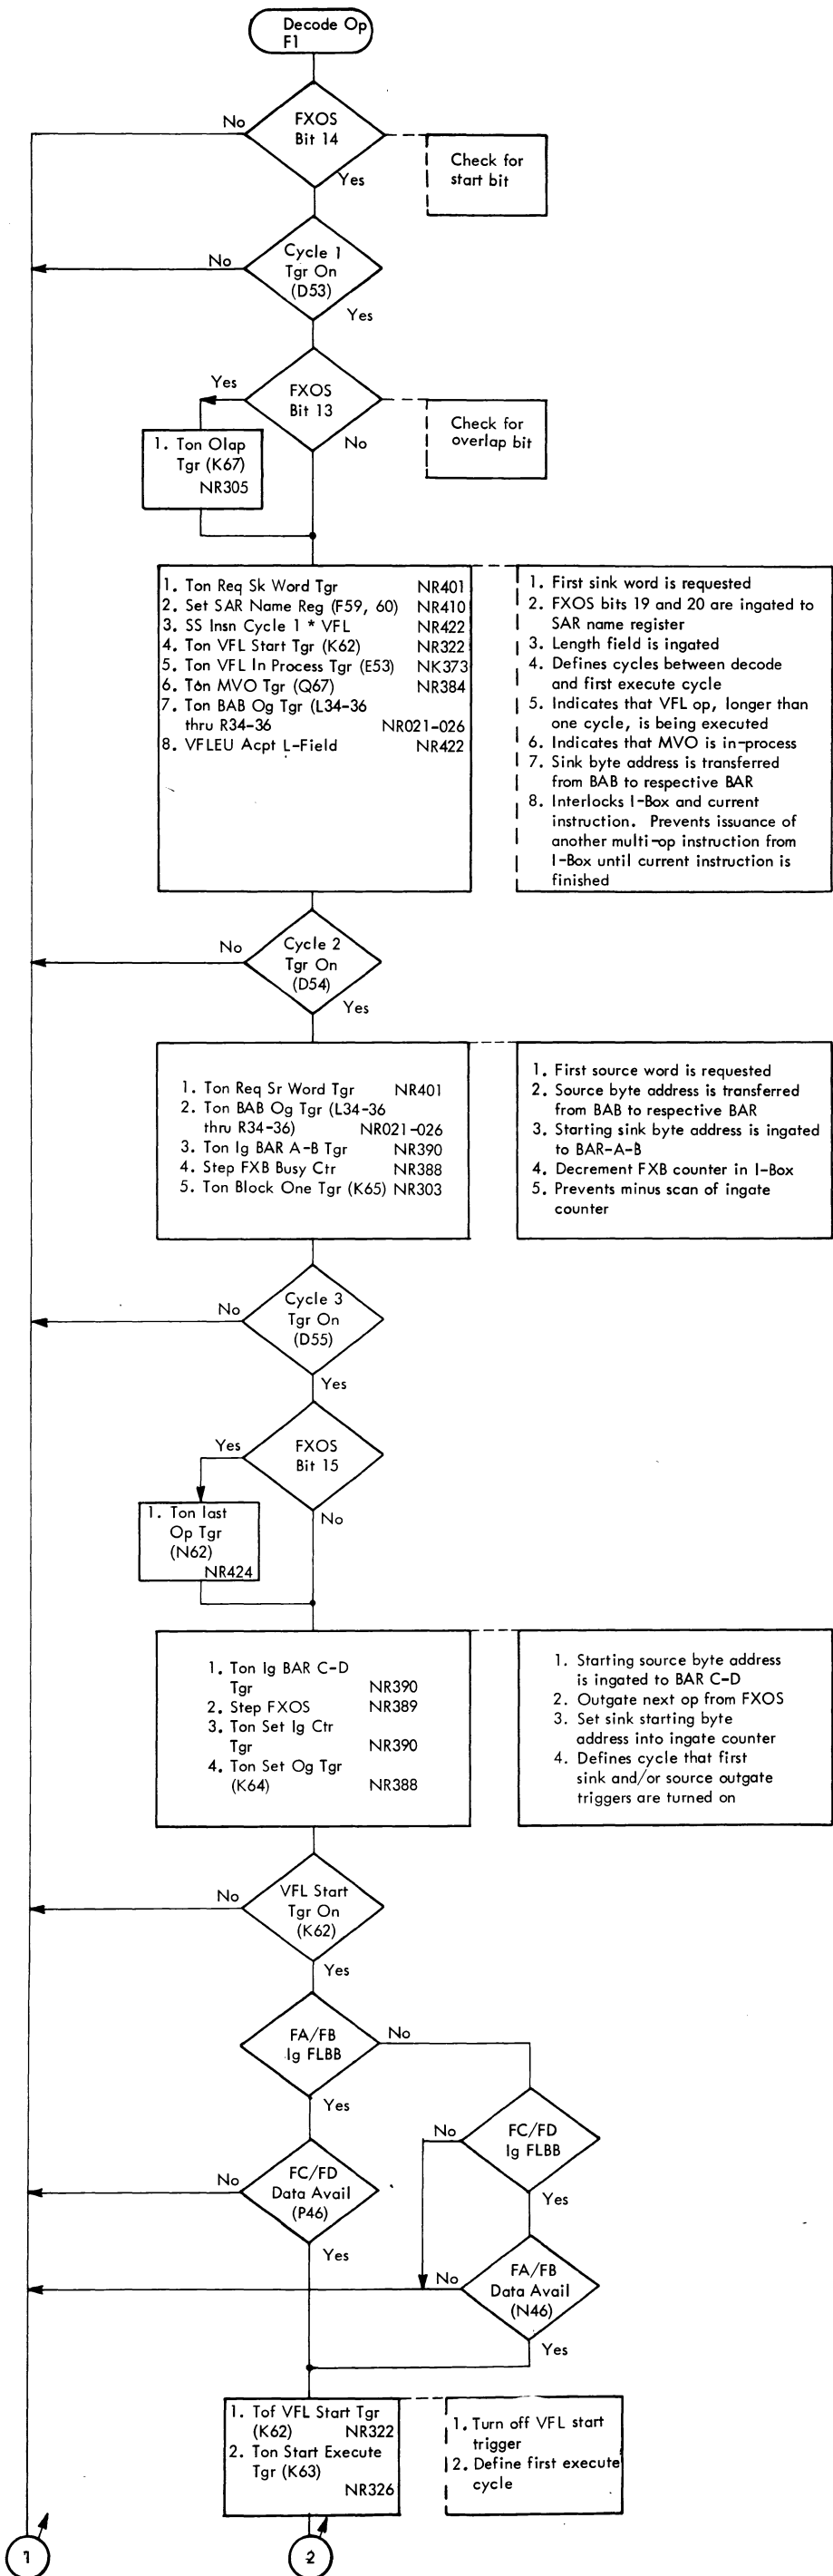 Decode Op
F1
No
FXOS
Bit 14
Yes
Check for
start bit
No
Cycle 1
Tgr On
(D53)
Yes
Yes
FXOS
Bit 13
No
Check for
overlap bit
1. Ton Olap
Tgr (K67)
NR305
1. Ton Req Sk Word Tgr NR401
2. Set SAR Name Reg (F59, 60) NR410
3. SS Insn Cycle 1 * VFL NR422
4. Ton VFL Start Tgr (K62) NR322
5. Ton VFL In Process Tgr (E53) NK373
6. Ton MVO Tgr (Q67) NR384
7. Ton BAB Og Tgr (L34-36
thru R34-36 NR021-026
8. VFLEU Acpt L-Field NR422
1. First sink word is requested
2. FXOS bits 19 and 20 are ingated to
SAR name register
3. Length field is ingated
4. Defines cycles between decode
and first execute cycle
5. Indicates that VFL op, longer than
one cycle, is being executed
6. Indicates that MVO is in-process
7. Sink byte address is transferred
from BAB to respective BAR
8. Interlocks I-Box and current
instruction. Prevents issuance of
another multi-op instruction from
I-Box until current instruction is
finished
No
Cycle 2
Tgr On
(D54)
Yes
1. Ton Req Sr Word Tgr NR401
2. Ton BAB Og Tgr (L34-36
thru R34-36) NR021-026
3. Ton Ig BAR A-B Tgr NR390
4. Step FXB Busy Ctr NR388
5. Ton Block One Tgr (K65) NR303
1. First source word is requested
2. Source byte address is transferred
from BAB to respective BAR
3. Starting sink byte address is ingated
to BAR-A-B
4. Decrement FXB counter in I-Box
5. Prevents minus scan of ingate
counter
No
Cycle 3
Tgr On
(D55)
Yes
Yes
FXOS
Bit 15
No
1. Ton last
Op Tgr
(N62)
NR424
1. Ton Ig BAR C-D
Tgr NR390
2. Step FXOS NR389
3. Ton Set Ig Ctr
Tgr NR390
4. Ton Set Og Tgr
(K64) NR388
1. Starting source byte address
is ingated to BAR C-D
2. Outgate next op from FXOS
3. Set sink starting byte
address into ingate counter
4. Defines cycle that first
sink and/or source outgate
triggers are turned on
No
VFL Start
Tgr On
(K62)
Yes
FA/FB
Ig FLBB
No
Yes
No
FC/FD
Ig FLBB
Yes
No
FC/FD
Data Avail
(P46)
Yes
No
FA/FB
Data Avail
(N46)
Yes
1. Tof VFL Start Tgr
(K62) NR322
2. Ton Start Execute
Tgr (K63)
NR326
1. Turn off VFL start
trigger
2. Define first execute
cycle
1
2